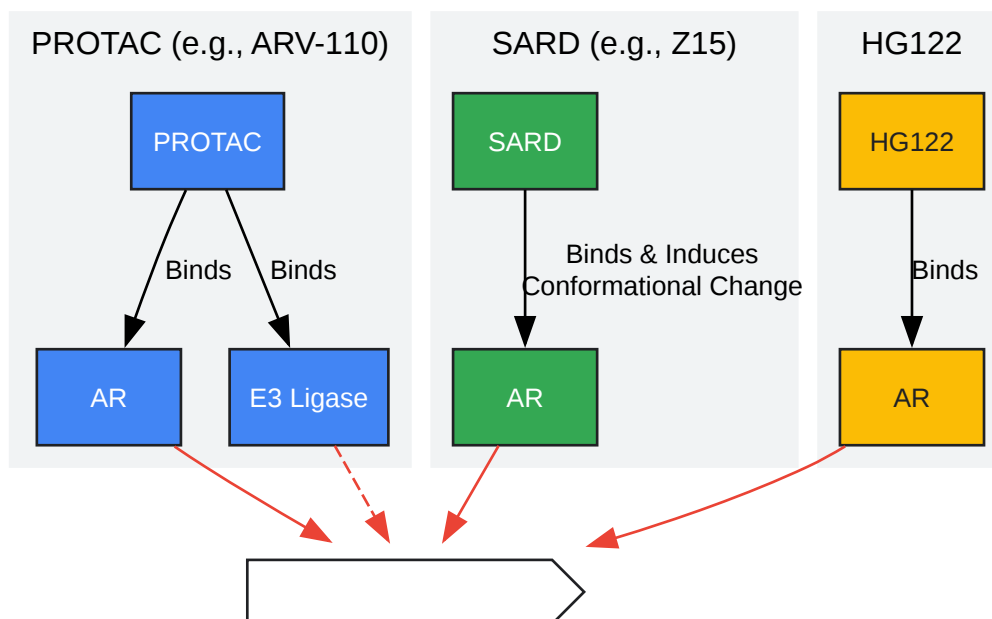 PROTAC (e.g., ARV-110)
SARD (e.g., Z15)
HG122
PROTAC
SARD
HG122
Binds
Binds
Binds & Induces
Conformational Change
Binds
AR
E3 Ligase
AR
AR